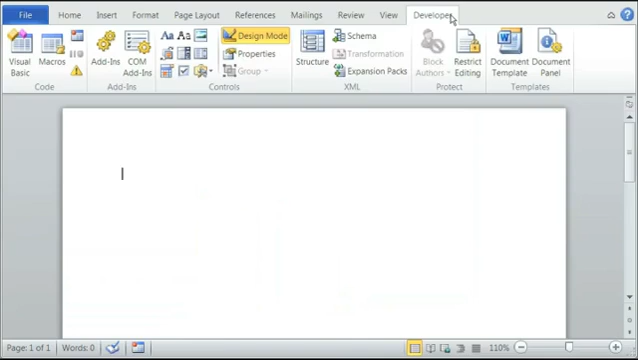 File Home Insert Format Page Layout References Mailings Review View Developer
Aa Aa Design Mode Schema
Properties Transformation
Visual Basic Macros Add-Ins COM Add-Ins Group Structure Expansion Packs Block Authors Restrict Editing Document Template Document Panel
Code Add-Ins Controls XML Protect Templates
Page: 1 of 1 Words: 0 110%